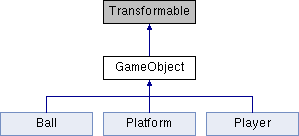 Transformable
GameObject
Ball
Platform
Player